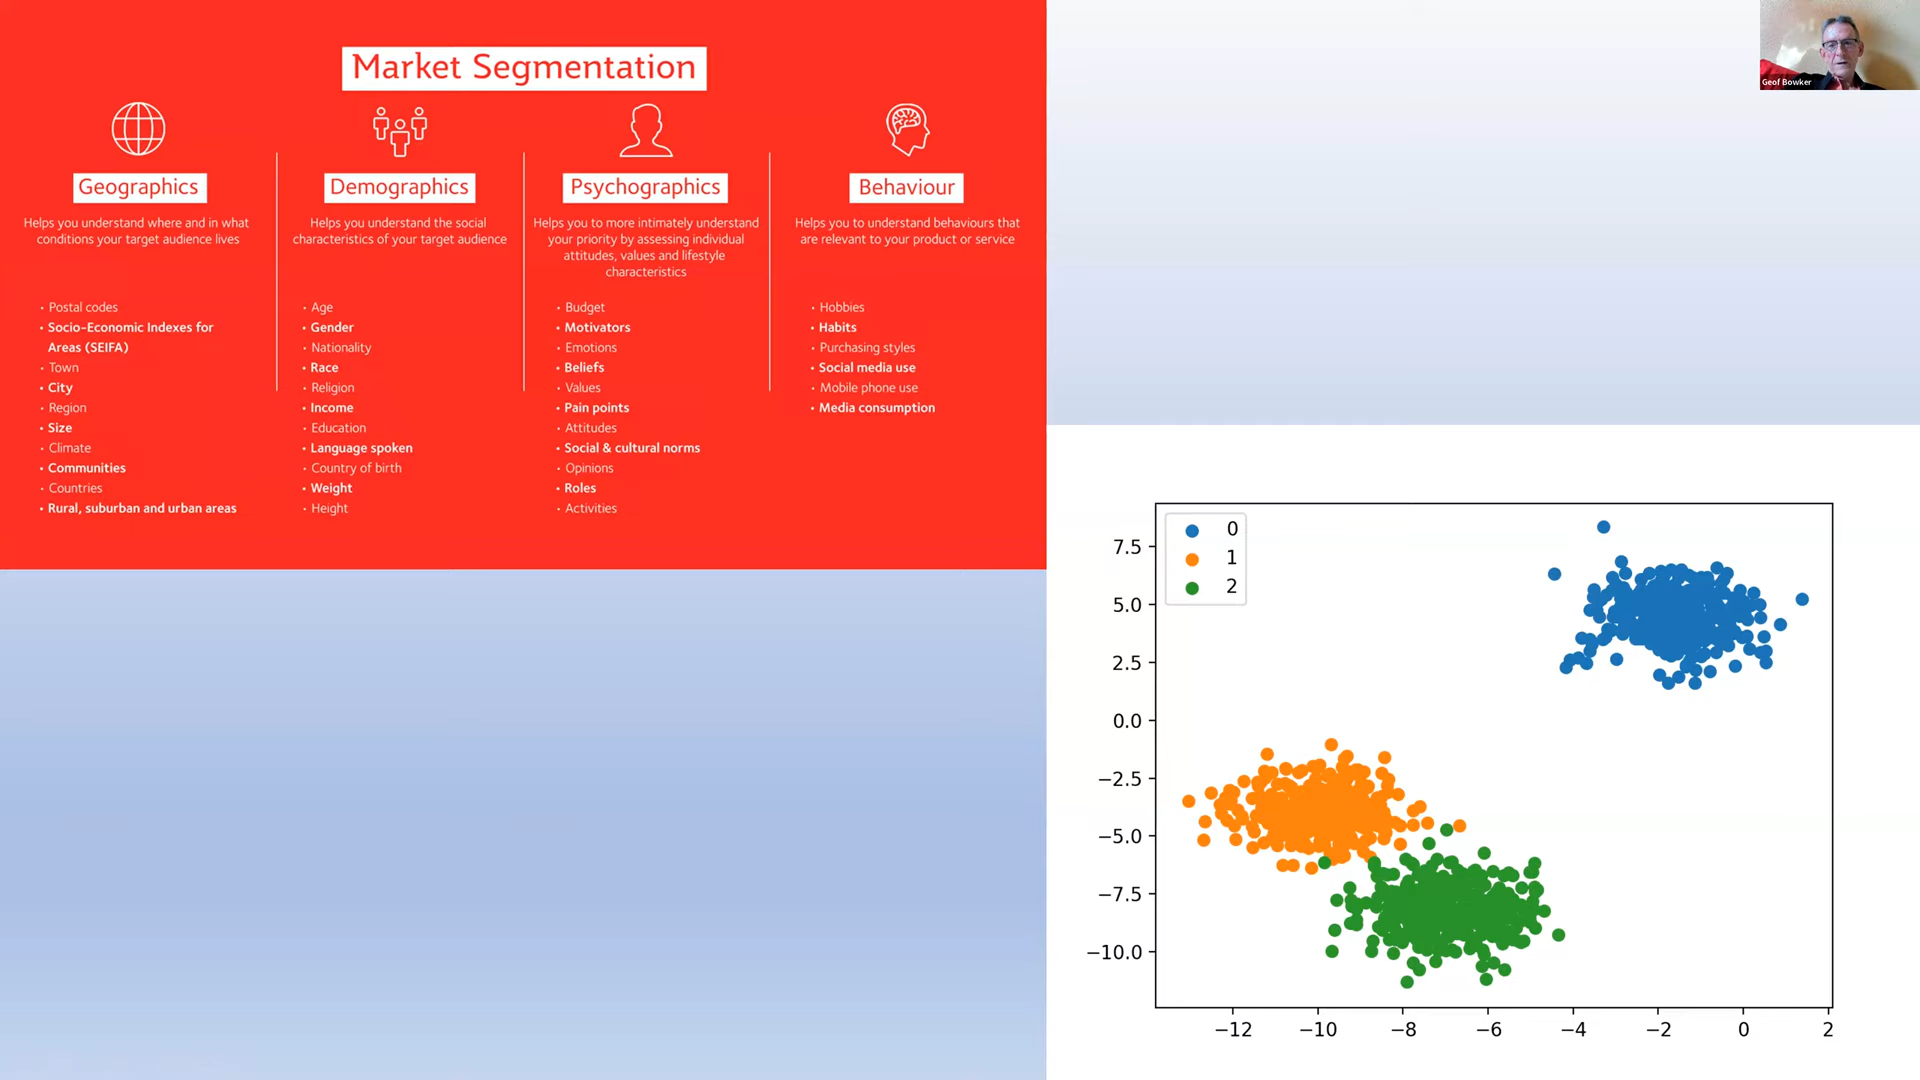 Market Segmentation
Geographics
Helps you understand where and in what
conditions your target audience lives
• Postal codes
• Socio-Economic Indexes for
Areas (SEIFA)
• Town
• City
• Region
• Size
• Climate
• Communities
• Countries
• Rural, suburban and urban areas
Demographics
Helps you understand the social
characteristics of your target audience
• Age
• Gender
• Nationality
• Race
• Religion
• Income
• Education
• Language spoken
• Country of birth
• Weight
• Height
Psychographics
Helps you to more intimately understand
your priority by assessing individual
attitudes, values and lifestyle
characteristics
• Budget
• Motivators
• Emotions
• Beliefs
• Values
• Pain points
• Attitudes
• Social & cultural norms
• Opinions
• Roles
• Activities
Behaviour
Helps you to understand behaviours that
are relevant to your product or service
• Hobbies
• Habits
• Purchasing styles
• Social media use
• Mobile phone use
• Media consumption
Geof Bowker
0
1
2
7.5
5.0
2.5
0.0
−2.5
−5.0
−7.5
−10.0
−12 −10 −8 −6 −4 −2 0 2